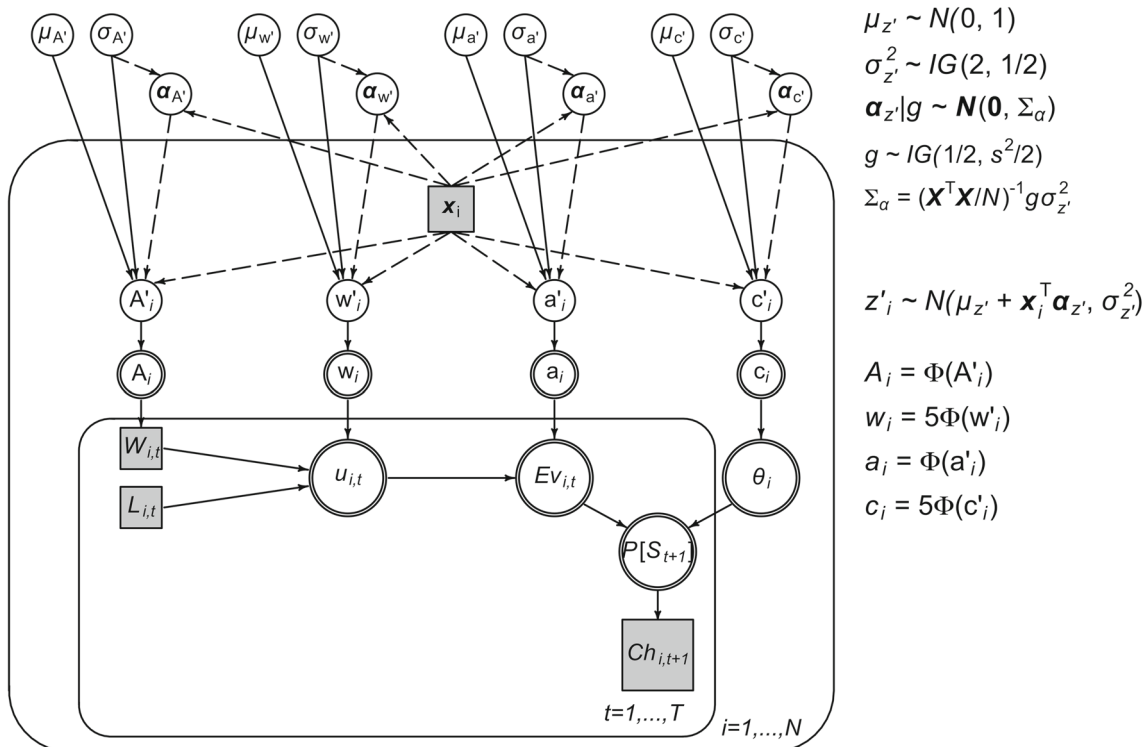 μA' σA' μw' σw' μa' σa' μc' σc'
αA' αw' αa' αc'
xi
A'i w'i a'i c'i
Ai wi ai ci
Wi,t
Li,t
ui,t Evi,t θi
P[St+1]
Chi,t+1
t=1,...,T
i=1,...,N
μz' ~ N(0, 1)
σ²z' ~ IG(2, 1/2)
αz'|g ~ N(0, Σα)
g ~ IG(1/2, s²/2)
Σα = (XᵀX/N)⁻¹gσ²z'
z'i ~ N(μz' + xiᵀαz', σ²z')
Ai = Φ(A'i)
wi = 5Φ(w'i)
ai = Φ(a'i)
ci = 5Φ(c'i)